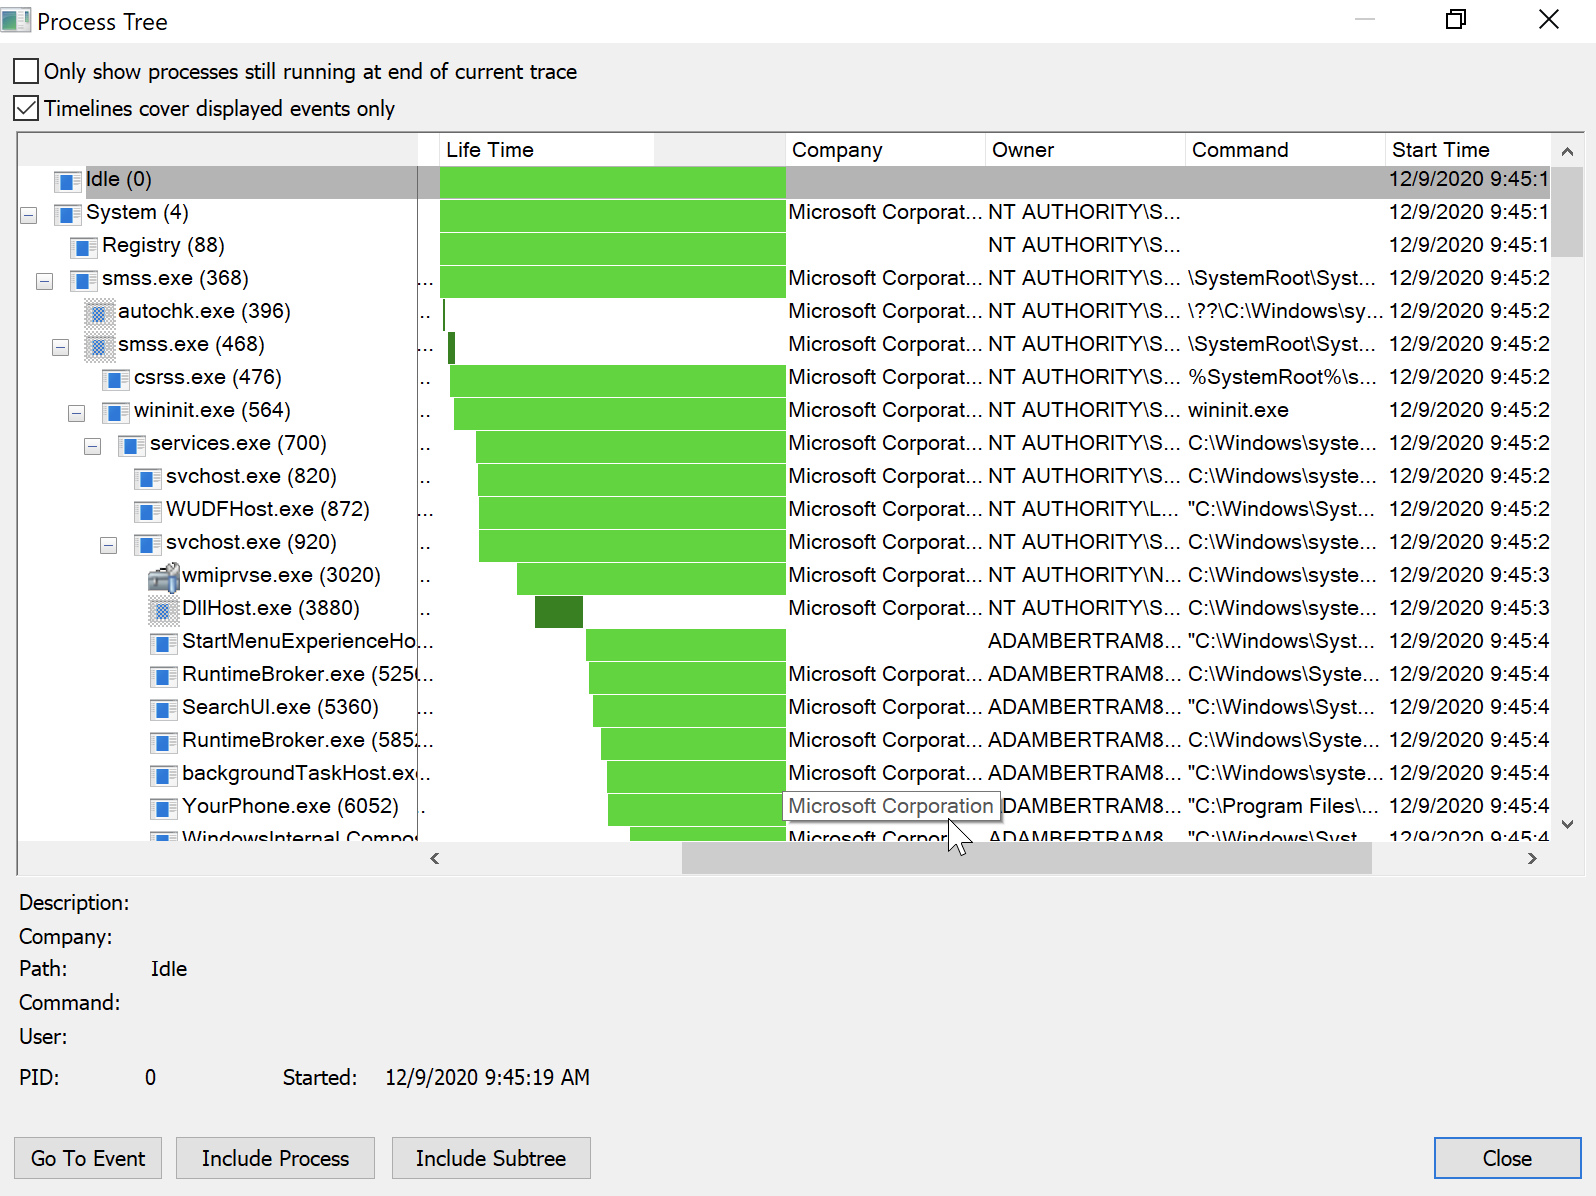 Process Tree
Only show processes still running at end of current trace
Timelines cover displayed events only
Life Time Company Owner Command Start Time
Idle (0) 12/9/2020 9:45:1
System (4) Microsoft Corporat... NT AUTHORITY\S... 12/9/2020 9:45:1
Registry (88) NT AUTHORITY\S... 12/9/2020 9:45:1
smss.exe (368) ... Microsoft Corporat... NT AUTHORITY\S... \SystemRoot\Syst... 12/9/2020 9:45:2
autochk.exe (396) .. Microsoft Corporat... NT AUTHORITY\S... \??\C:\Windows\sy... 12/9/2020 9:45:2
smss.exe (468) ... Microsoft Corporat... NT AUTHORITY\S... \SystemRoot\Syst... 12/9/2020 9:45:2
csrss.exe (476) .. Microsoft Corporat... NT AUTHORITY\S... %SystemRoot%\s... 12/9/2020 9:45:2
wininit.exe (564) .. Microsoft Corporat... NT AUTHORITY\S... wininit.exe 12/9/2020 9:45:2
services.exe (700) .. Microsoft Corporat... NT AUTHORITY\S... C:\Windows\syste... 12/9/2020 9:45:2
svchost.exe (820) .. Microsoft Corporat... NT AUTHORITY\S... C:\Windows\syste... 12/9/2020 9:45:2
WUDFHost.exe (872) ... Microsoft Corporat... NT AUTHORITY\L... "C:\Windows\Syst... 12/9/2020 9:45:2
svchost.exe (920) .. Microsoft Corporat... NT AUTHORITY\S... C:\Windows\syste... 12/9/2020 9:45:2
wmiprvse.exe (3020) .. Microsoft Corporat... NT AUTHORITY\N... C:\Windows\syste... 12/9/2020 9:45:3
DllHost.exe (3880) .. Microsoft Corporat... NT AUTHORITY\S... C:\Windows\syste... 12/9/2020 9:45:3
StartMenuExperienceHo... ADAMBERTRAM8... "C:\Windows\Syst... 12/9/2020 9:45:4
RuntimeBroker.exe (525... Microsoft Corporat... ADAMBERTRAM8... C:\Windows\Syste... 12/9/2020 9:45:4
SearchUI.exe (5360) ... Microsoft Corporat... ADAMBERTRAM8... "C:\Windows\Syst... 12/9/2020 9:45:4
RuntimeBroker.exe (585... Microsoft Corporat... ADAMBERTRAM8... C:\Windows\Syste... 12/9/2020 9:45:4
backgroundTaskHost.ex.. Microsoft Corporat... ADAMBERTRAM8... "C:\Windows\syste... 12/9/2020 9:45:4
YourPhone.exe (6052) .. Microsoft Corporation DAMBERTRAM8... "C:\Program Files\... 12/9/2020 9:45:4
WindowsInternal.Compos Microsoft Corpor ADAMBERTRAM8 "C:\Windows\Syst 12/9/2020 9:45:4
Description:
Company:
Path: Idle
Command:
User:
PID: 0 Started: 12/9/2020 9:45:19 AM
Go To Event Include Process Include Subtree Close